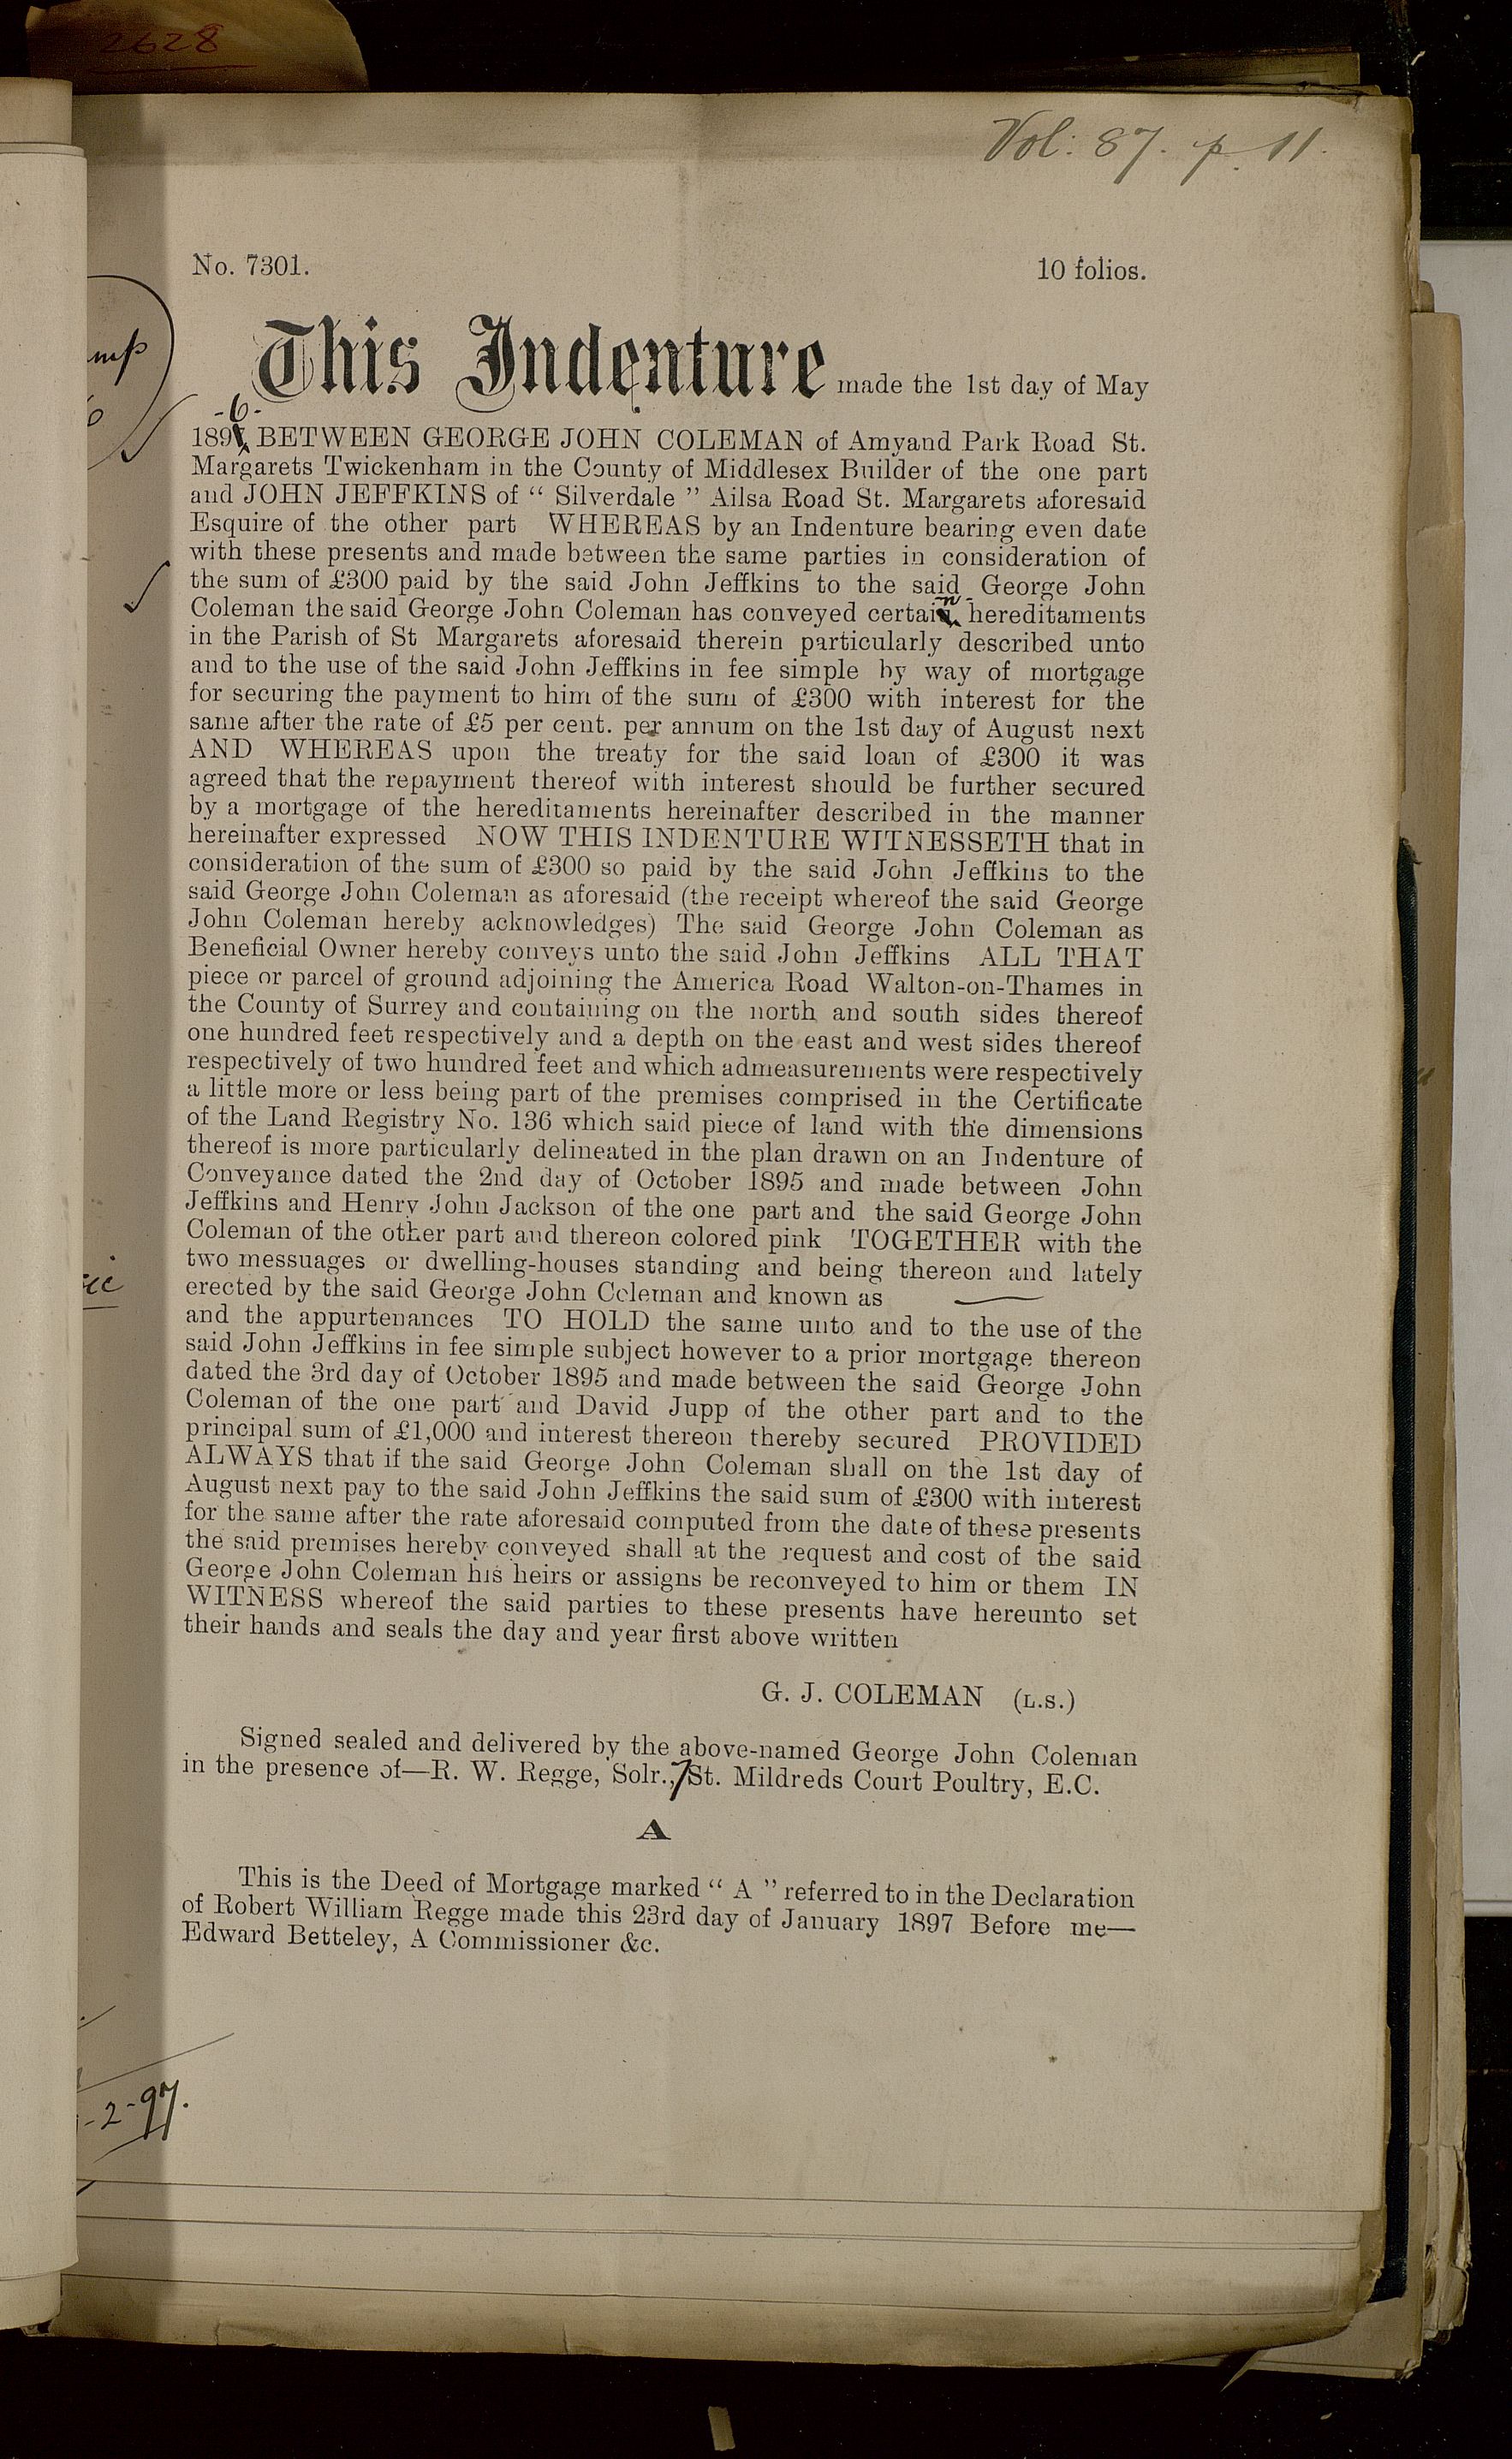 2628
Vol: 87. p. 11.
No. 7301. 10 folios.
This Indenture made the 1st day of May
-6-
189 BETWEEN GEORGE JOHN COLEMAN of Amyand Park Road St.
Margarets Twickenham in the County of Middlesex Builder of the one part
and JOHN JEFFKINS of “ Silverdale ” Ailsa Road St. Margarets aforesaid
Esquire of the other part WHEREAS by an Indenture bearing even date
with these presents and made between the same parties in consideration of
the sum of £300 paid by the said John Jeffkins to the said George John
Coleman the said George John Coleman has conveyed certain hereditaments
in the Parish of St Margarets aforesaid therein particularly described unto
and to the use of the said John Jeffkins in fee simple by way of mortgage
for securing the payment to him of the sum of £300 with interest for the
same after the rate of £5 per cent. per annum on the 1st day of August next
AND WHEREAS upon the treaty for the said loan of £300 it was
agreed that the repayment thereof with interest should be further secured
by a mortgage of the hereditaments hereinafter described in the manner
hereinafter expressed NOW THIS INDENTURE WITNESSETH that in
consideration of the sum of £300 so paid by the said John Jeffkins to the
said George John Coleman as aforesaid (the receipt whereof the said George
John Coleman hereby acknowledges) The said George John Coleman as
Beneficial Owner hereby conveys unto the said John Jeffkins ALL THAT
piece or parcel of ground adjoining the America Road Walton-on-Thames in
the County of Surrey and containing on the north and south sides thereof
one hundred feet respectively and a depth on the east and west sides thereof
respectively of two hundred feet and which admeasurements were respectively
a little more or less being part of the premises comprised in the Certificate
of the Land Registry No. 136 which said piece of land with the dimensions
thereof is more particularly delineated in the plan drawn on an Indenture of
Conveyance dated the 2nd day of October 1895 and made between John
Jeffkins and Henry John Jackson of the one part and the said George John
Coleman of the other part and thereon colored pink TOGETHER with the
two messuages or dwelling-houses standing and being thereon and lately
erected by the said George John Coleman and known as
and the appurtenances TO HOLD the same unto and to the use of the
said John Jeffkins in fee simple subject however to a prior mortgage thereon
dated the 3rd day of October 1895 and made between the said George John
Coleman of the one part and David Jupp of the other part and to the
principal sum of £1,000 and interest thereon thereby secured PROVIDED
ALWAYS that if the said George John Coleman shall on the 1st day of
August next pay to the said John Jeffkins the said sum of £300 with interest
for the same after the rate aforesaid computed from the date of these presents
the said premises hereby conveyed shall at the request and cost of the said
George John Coleman his heirs or assigns be reconveyed to him or them IN
WITNESS whereof the said parties to these presents have hereunto set
their hands and seals the day and year first above written
G. J. COLEMAN (L.S.)
Signed sealed and delivered by the above-named George John Coleman
in the presence of—R. W. Regge, Solr., 7 St. Mildreds Court Poultry, E.C.
A
This is the Deed of Mortgage marked “ A ” referred to in the Declaration
of Robert William Regge made this 23rd day of January 1897 Before me—
Edward Betteley, A Commissioner &c.
-2-97.